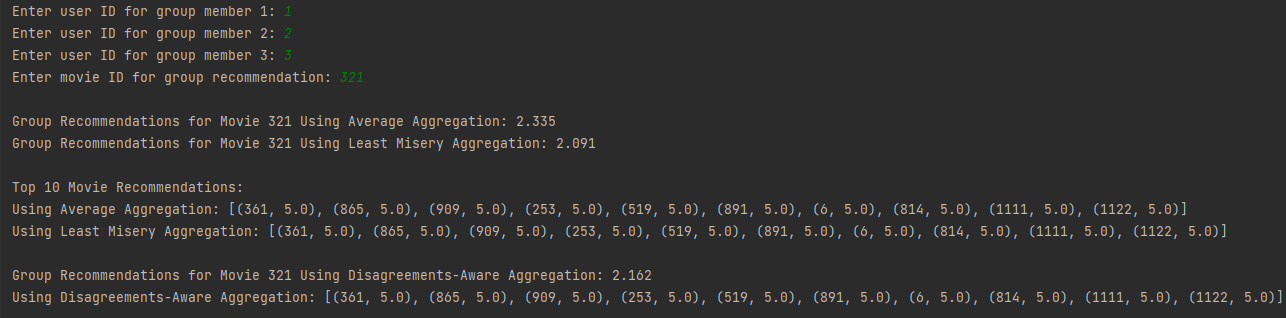 Enter user ID for group member 1: 1
Enter user ID for group member 2: 2
Enter user ID for group member 3: 3
Enter movie ID for group recommendation: 321
Group Recommendations for Movie 321 Using Average Aggregation: 2.335
Group Recommendations for Movie 321 Using Least Misery Aggregation: 2.091
Top 10 Movie Recommendations:
Using Average Aggregation: [(361, 5.0), (865, 5.0), (909, 5.0), (253, 5.0), (519, 5.0), (891, 5.0), (6, 5.0), (814, 5.0), (1111, 5.0), (1122, 5.0)]
Using Least Misery Aggregation: [(361, 5.0), (865, 5.0), (909, 5.0), (253, 5.0), (519, 5.0), (891, 5.0), (6, 5.0), (814, 5.0), (1111, 5.0), (1122, 5.0)]
Group Recommendations for Movie 321 Using Disagreements-Aware Aggregation: 2.162
Using Disagreements-Aware Aggregation: [(361, 5.0), (865, 5.0), (909, 5.0), (253, 5.0), (519, 5.0), (891, 5.0), (6, 5.0), (814, 5.0), (1111, 5.0), (1122, 5.0)]